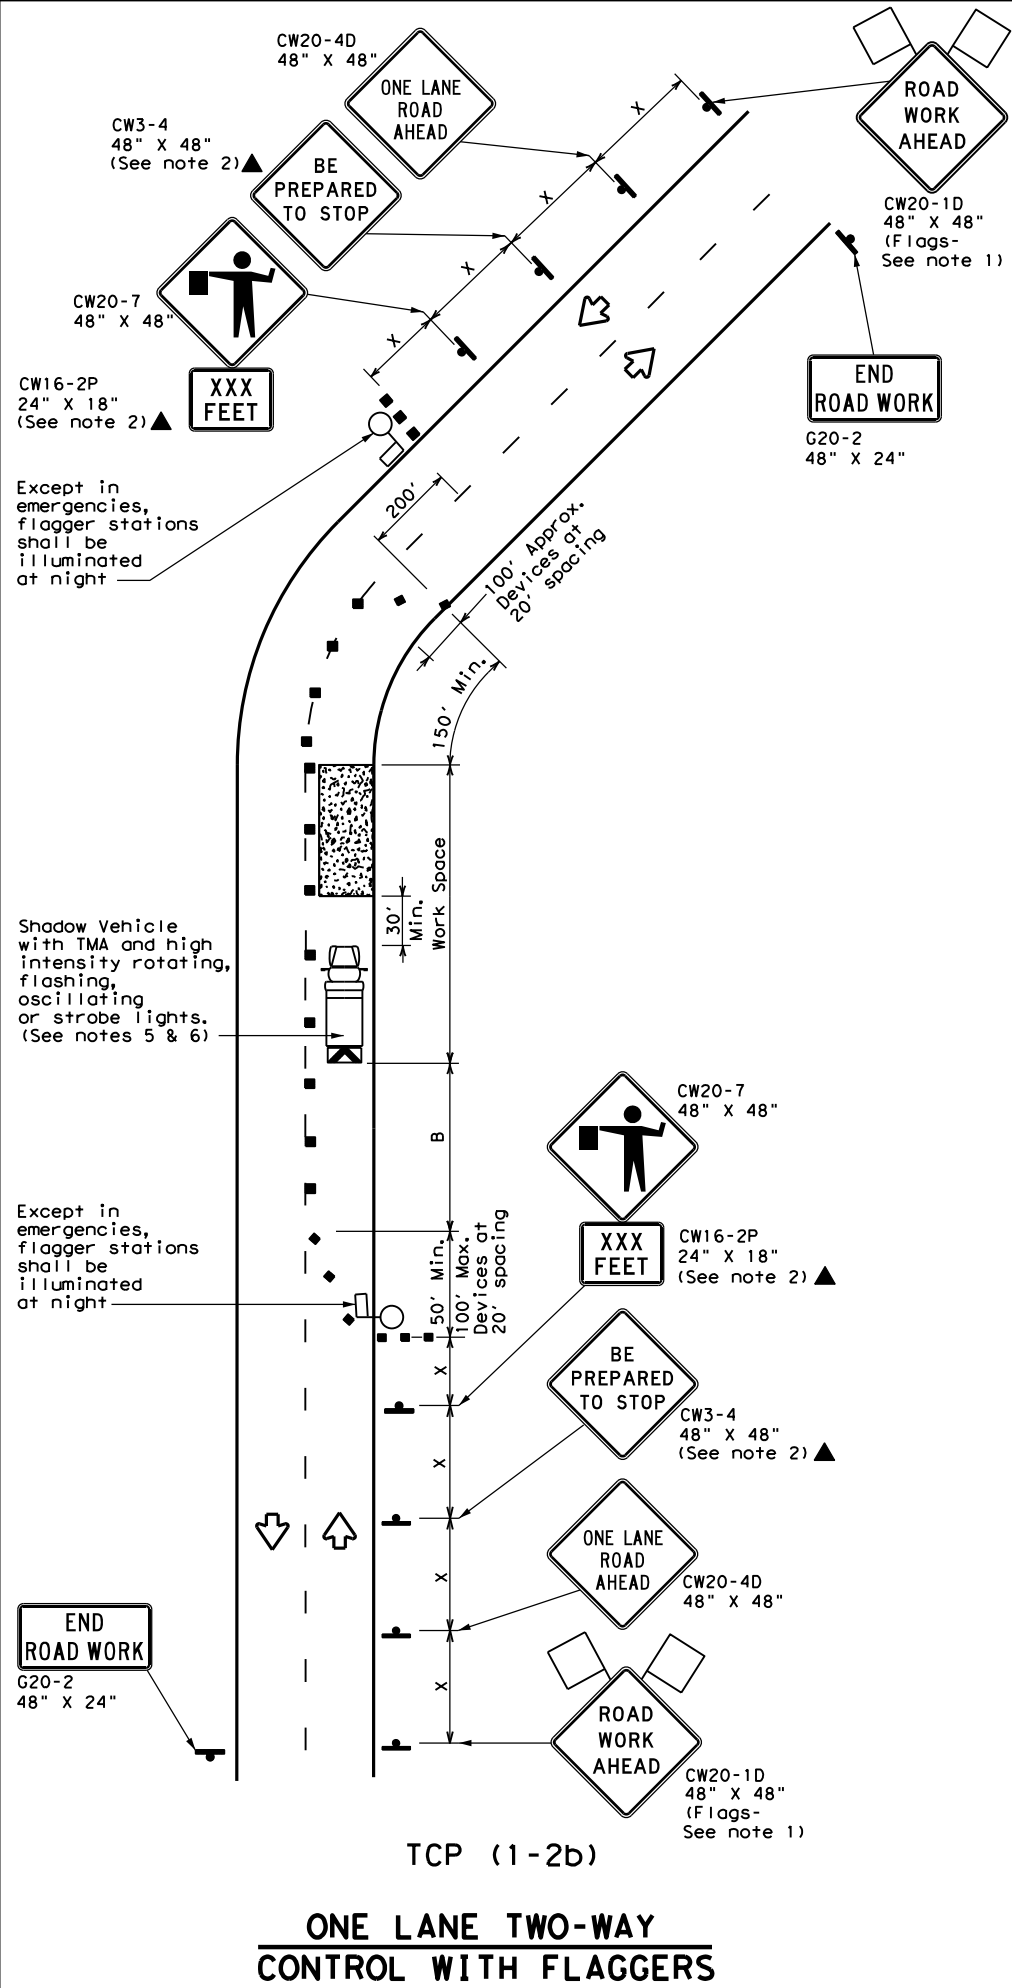 CW20-4D
48" X 48"
ONE LANE
ROAD
AHEAD
ROAD
WORK
AHEAD
CW20-1D
48" X 48"
(Flags-
See note 1)
CW3-4
48" X 48"
(See note 2)
BE
PREPARED
TO STOP
X
X
X
X
CW20-7
48" X 48"
CW16-2P
24" X 18"
(See note 2)
XXX
FEET
END
ROAD WORK
G20-2
48" X 24"
Except in
emergencies,
flagger stations
shall be
illuminated
at night
200'
100' Approx.
Devices at
20' spacing
150' Min.
Work Space
30'
Min.
Shadow Vehicle
with TMA and high
intensity rotating,
flashing,
oscillating
or strobe lights.
(See notes 5 & 6)
B
CW20-7
48" X 48"
XXX
FEET
CW16-2P
24" X 18"
(See note 2)
Except in
emergencies,
flagger stations
shall be
illuminated
at night
50' Min.
100' Max.
Devices at
20' spacing
X
BE
PREPARED
TO STOP
CW3-4
48" X 48"
(See note 2)
X
ONE LANE
ROAD
AHEAD
CW20-4D
48" X 48"
X
END
ROAD WORK
G20-2
48" X 24"
X
ROAD
WORK
AHEAD
CW20-1D
48" X 48"
(Flags-
See note 1)
TCP (1-2b)
ONE LANE TWO-WAY
CONTROL WITH FLAGGERS